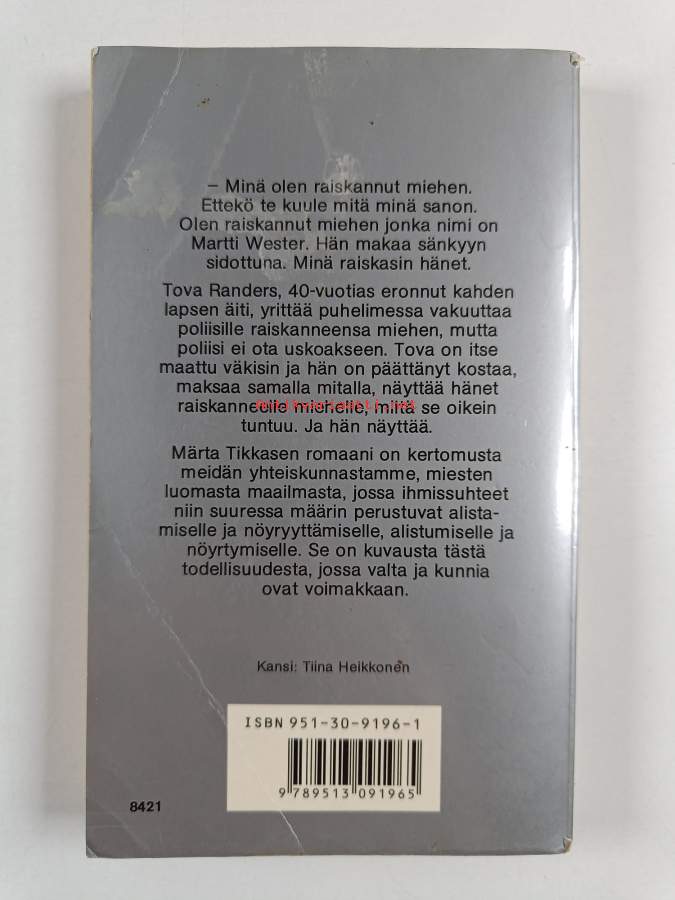 – Minä olen raiskannut miehen.
Ettekö te kuule mitä minä sanon.
Olen raiskannut miehen jonka nimi on
Martti Wester. Hän makaa sänkyyn
sidottuna. Minä raiskasin hänet.
Tova Randers, 40-vuotias eronnut kahden
lapsen äiti, yrittää puhelimessa vakuuttaa
poliisille raiskanneensa miehen, mutta
poliisi ei ota uskoakseen. Tova on itse
maattu väkisin ja hän on päättänyt kostaa,
maksaa samalla mitalla, näyttää hänet
raiskanneelle miehelle, miltä se oikein
tuntuu. Ja hän näyttää.
Märta Tikkasen romaani on kertomusta
meidän yhteiskunnastamme, miesten
luomasta maailmasta, jossa ihmissuhteet
niin suuressa määrin perustuvat alista-
miselle ja nöyryyttämiselle, alistumiselle ja
nöyrtymiselle. Se on kuvausta tästä
todellisuudesta, jossa valta ja kunnia
ovat voimakkaan.
Kansi: Tiina Heikkonen
ISBN 951-30-9196-1
9 789513 091965
8421